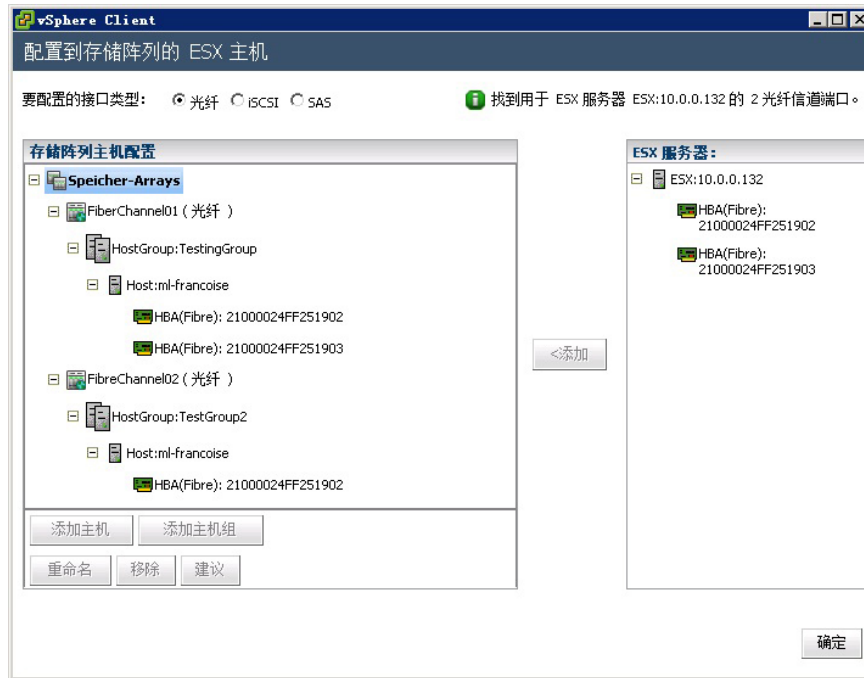 vSphere Client
配置到存储阵列的 ESX 主机
要配置的接口类型： 光纤 iSCSI SAS
找到用于 ESX 服务器 ESX:10.0.0.132 的 2 光纤信道端口。
存储阵列主机配置
Speicher-Arrays
FiberChannel01 ( 光纤 )
HostGroup:TestingGroup
Host:ml-francoise
HBA(Fibre): 21000024FF251902
HBA(Fibre): 21000024FF251903
FibreChannel02 ( 光纤 )
HostGroup:TestGroup2
Host:ml-francoise
HBA(Fibre): 21000024FF251902
添加主机 添加主机组
重命名 移除 建议
<添加
ESX 服务器：
ESX:10.0.0.132
HBA(Fibre):
21000024FF251902
HBA(Fibre):
21000024FF251903
确定